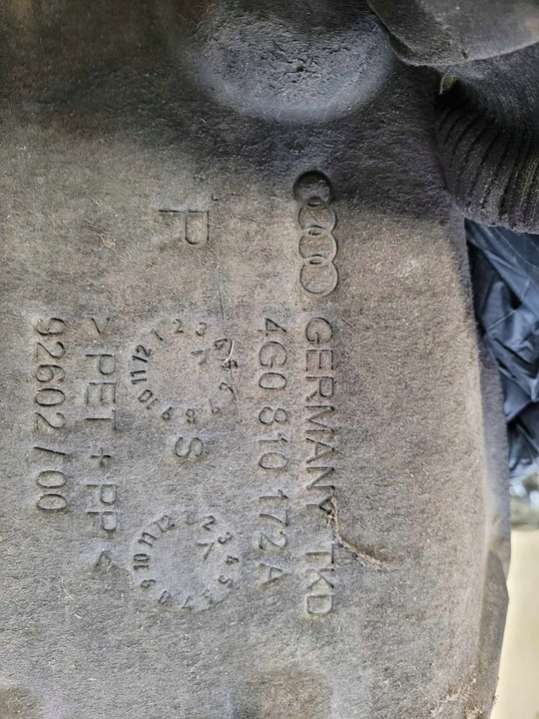 GERMANY TKD
4G0 810 172 A
R
S
> PET + PP <
92602 / 00